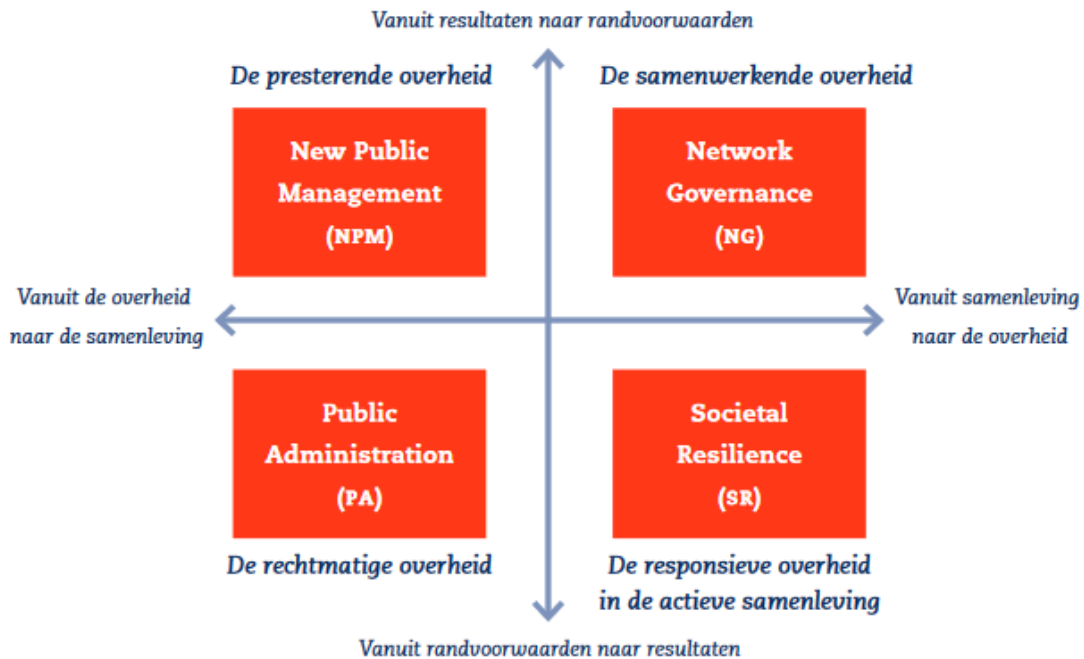 Vanuit resultaten naar randvoorwaarden
De presterende overheid
De samenwerkende overheid
New Public
Management
(NPM)
Network
Governance
(NG)
Vanuit de overheid
naar de samenleving
Vanuit samenleving
naar de overheid
Public
Administration
(PA)
Societal
Resilience
(SR)
De rechtmatige overheid
De responsieve overheid
in de actieve samenleving
Vanuit randvoorwaarden naar resultaten